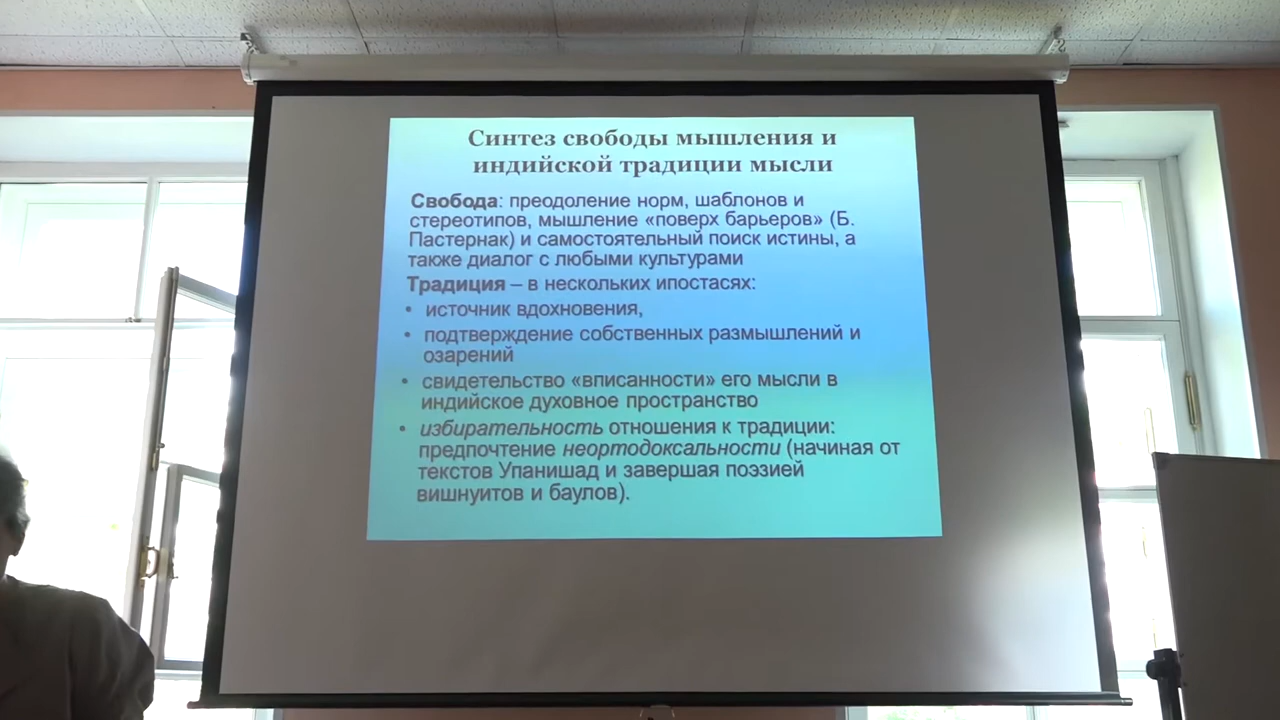 Синтез свободы мышления и
индийской традиции мысли
Свобода: преодоление норм, шаблонов и
стереотипов, мышление «поверх барьеров» (Б.
Пастернак) и самостоятельный поиск истины, а
также диалог с любыми культурами
Традиция – в нескольких ипостасях:
• источник вдохновения,
• подтверждение собственных размышлений и
озарений
• свидетельство «вписанности» его мысли в
индийское духовное пространство
• избирательность отношения к традиции:
предпочтение неортодоксальности (начиная от
текстов Упанишад и завершая поэзией
вишнуитов и баулов).